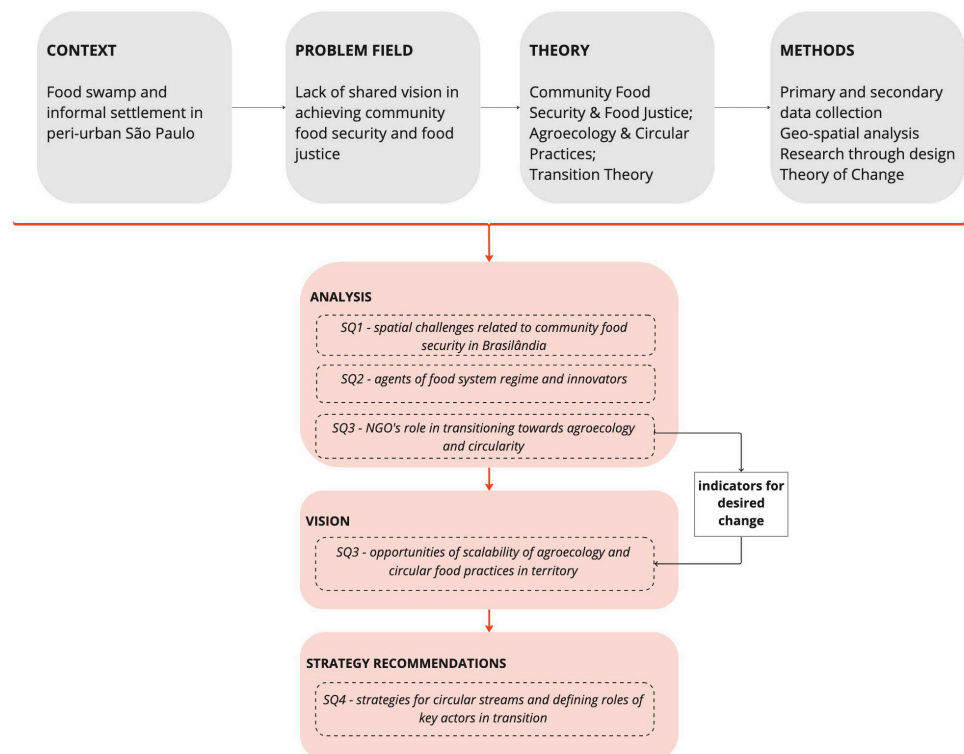 CONTEXT
Food swamp and
informal settlement in
peri-urban São Paulo
PROBLEM FIELD
Lack of shared vision in
achieving community
food security and food
justice
THEORY
Community Food
Security & Food Justice;
Agroecology & Circular
Practices;
Transition Theory
METHODS
Primary and secondary
data collection
Geo-spatial analysis
Research through design
Theory of Change
ANALYSIS
SQ1 - spatial challenges related to community food
security in Brasilândia
SQ2 - agents of food system regime and innovators
SQ3 - NGO's role in transitioning towards agroecology
and circularity
indicators for
desired
change
VISION
SQ3 - opportunities of scalability of agroecology and
circular food practices in territory
STRATEGY RECOMMENDATIONS
SQ4 - strategies for circular streams and defining roles of
key actors in transition